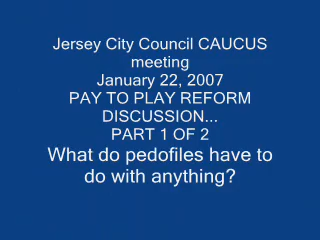 Jersey City Council CAUCUS
meeting
January 22, 2007
PAY TO PLAY REFORM
DISCUSSION...
PART 1 OF 2
What do pedofiles have to
do with anything?